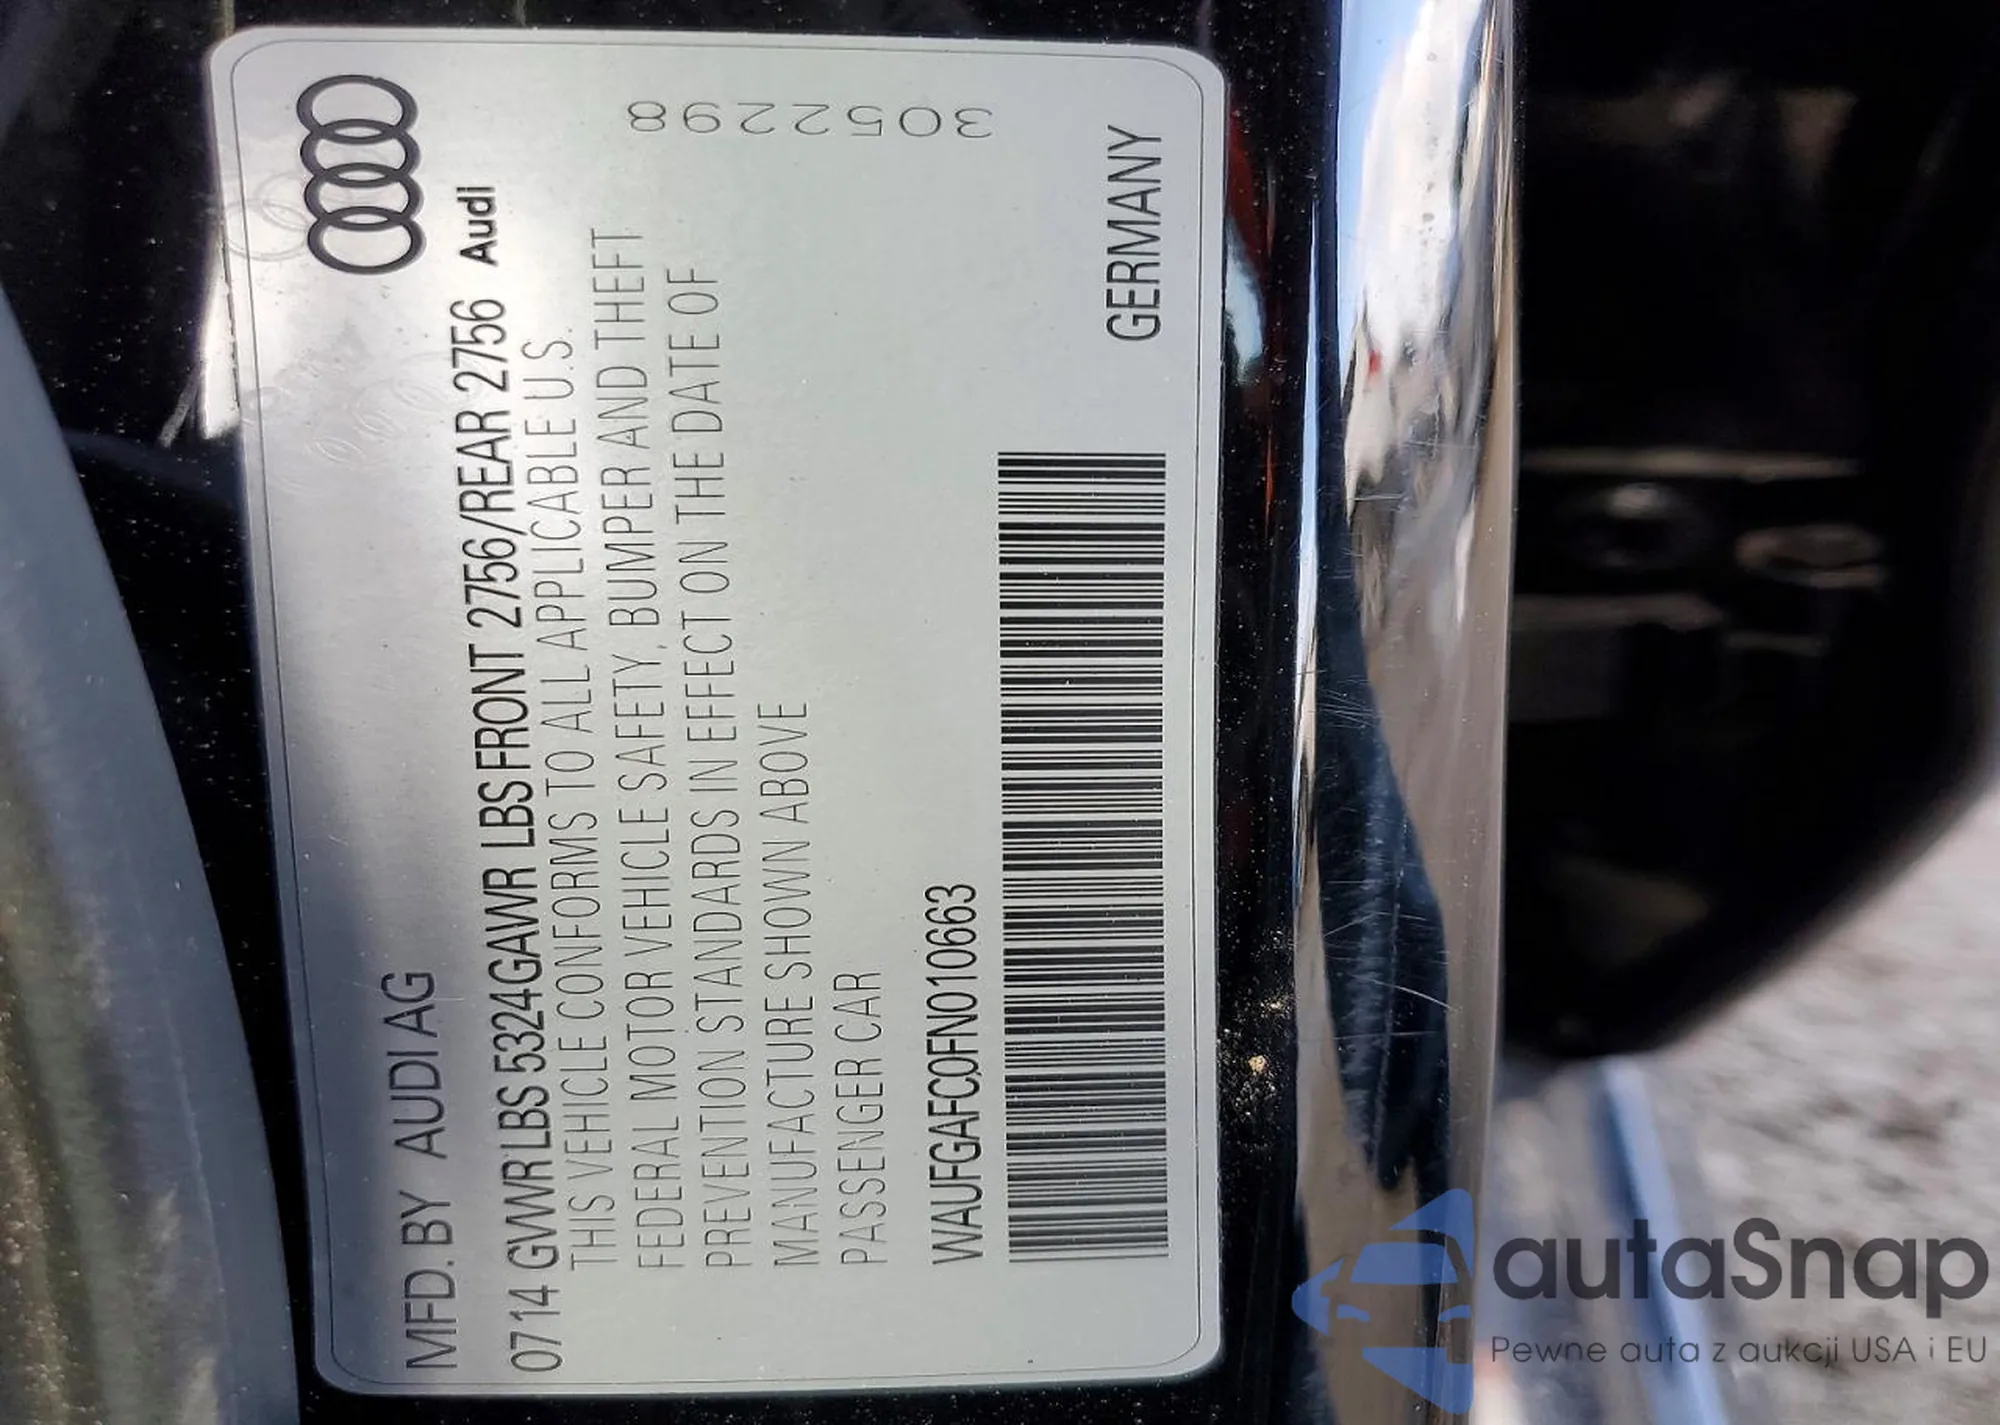 MFD. BY AUDI AG
0714 GVWR LBS 5324 GAWR LBS FRONT 2756/REAR 2756 Audi
THIS VEHICLE CONFORMS TO ALL APPLICABLE U.S.
FEDERAL MOTOR VEHICLE SAFETY, BUMPER AND THEFT
PREVENTION STANDARDS IN EFFECT ON THE DATE OF
MANUFACTURE SHOWN ABOVE
PASSENGER CAR
3052298
WAUFGAFC0FN010663
GERMANY
autaSnap
Pewne auta z aukcji USA i EU